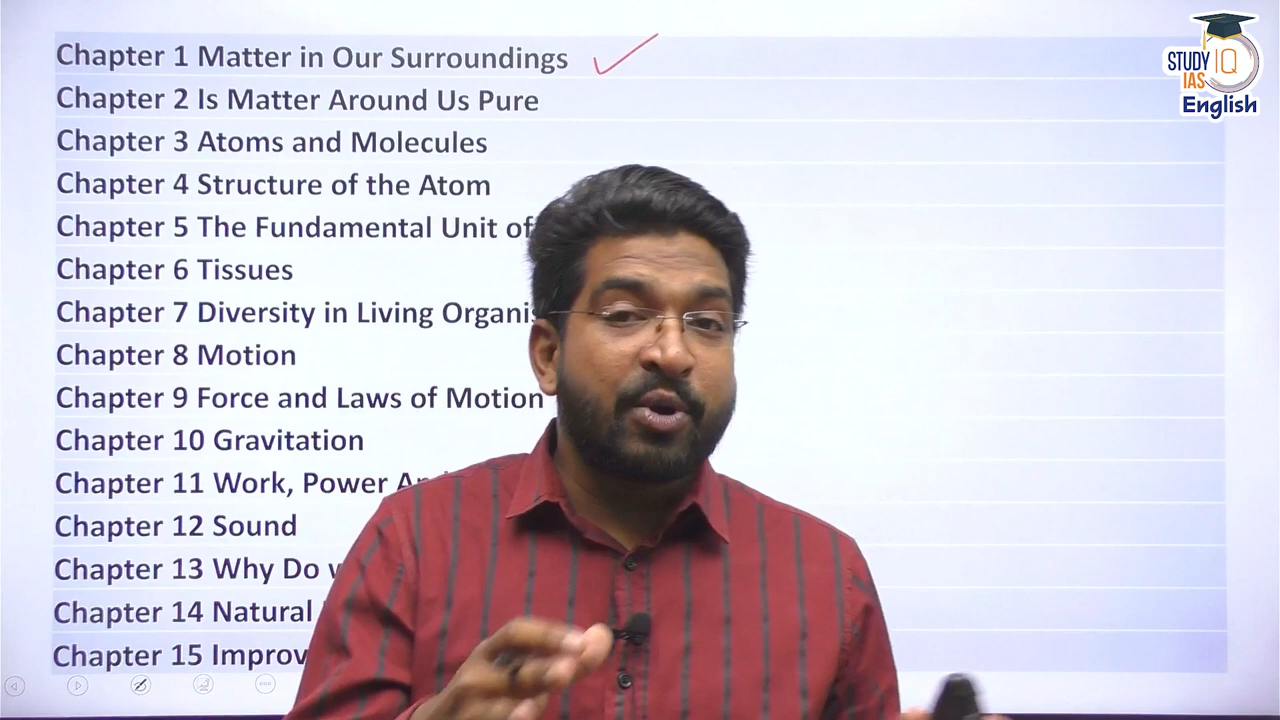 Chapter 1 Matter in Our Surroundings
Chapter 2 Is Matter Around Us Pure
Chapter 3 Atoms and Molecules
Chapter 4 Structure of the Atom
Chapter 5 The Fundamental Unit of
Chapter 6 Tissues
Chapter 7 Diversity in Living
Chapter 8 Motion
Chapter 9 Force and Laws of Motion
Chapter 10 Gravitation
Chapter 11 Work, Power
Chapter 12 Sound
Chapter 13 Why Do
Chapter 14 Natural
Chapter 15
STUDY IQ
IAS
English